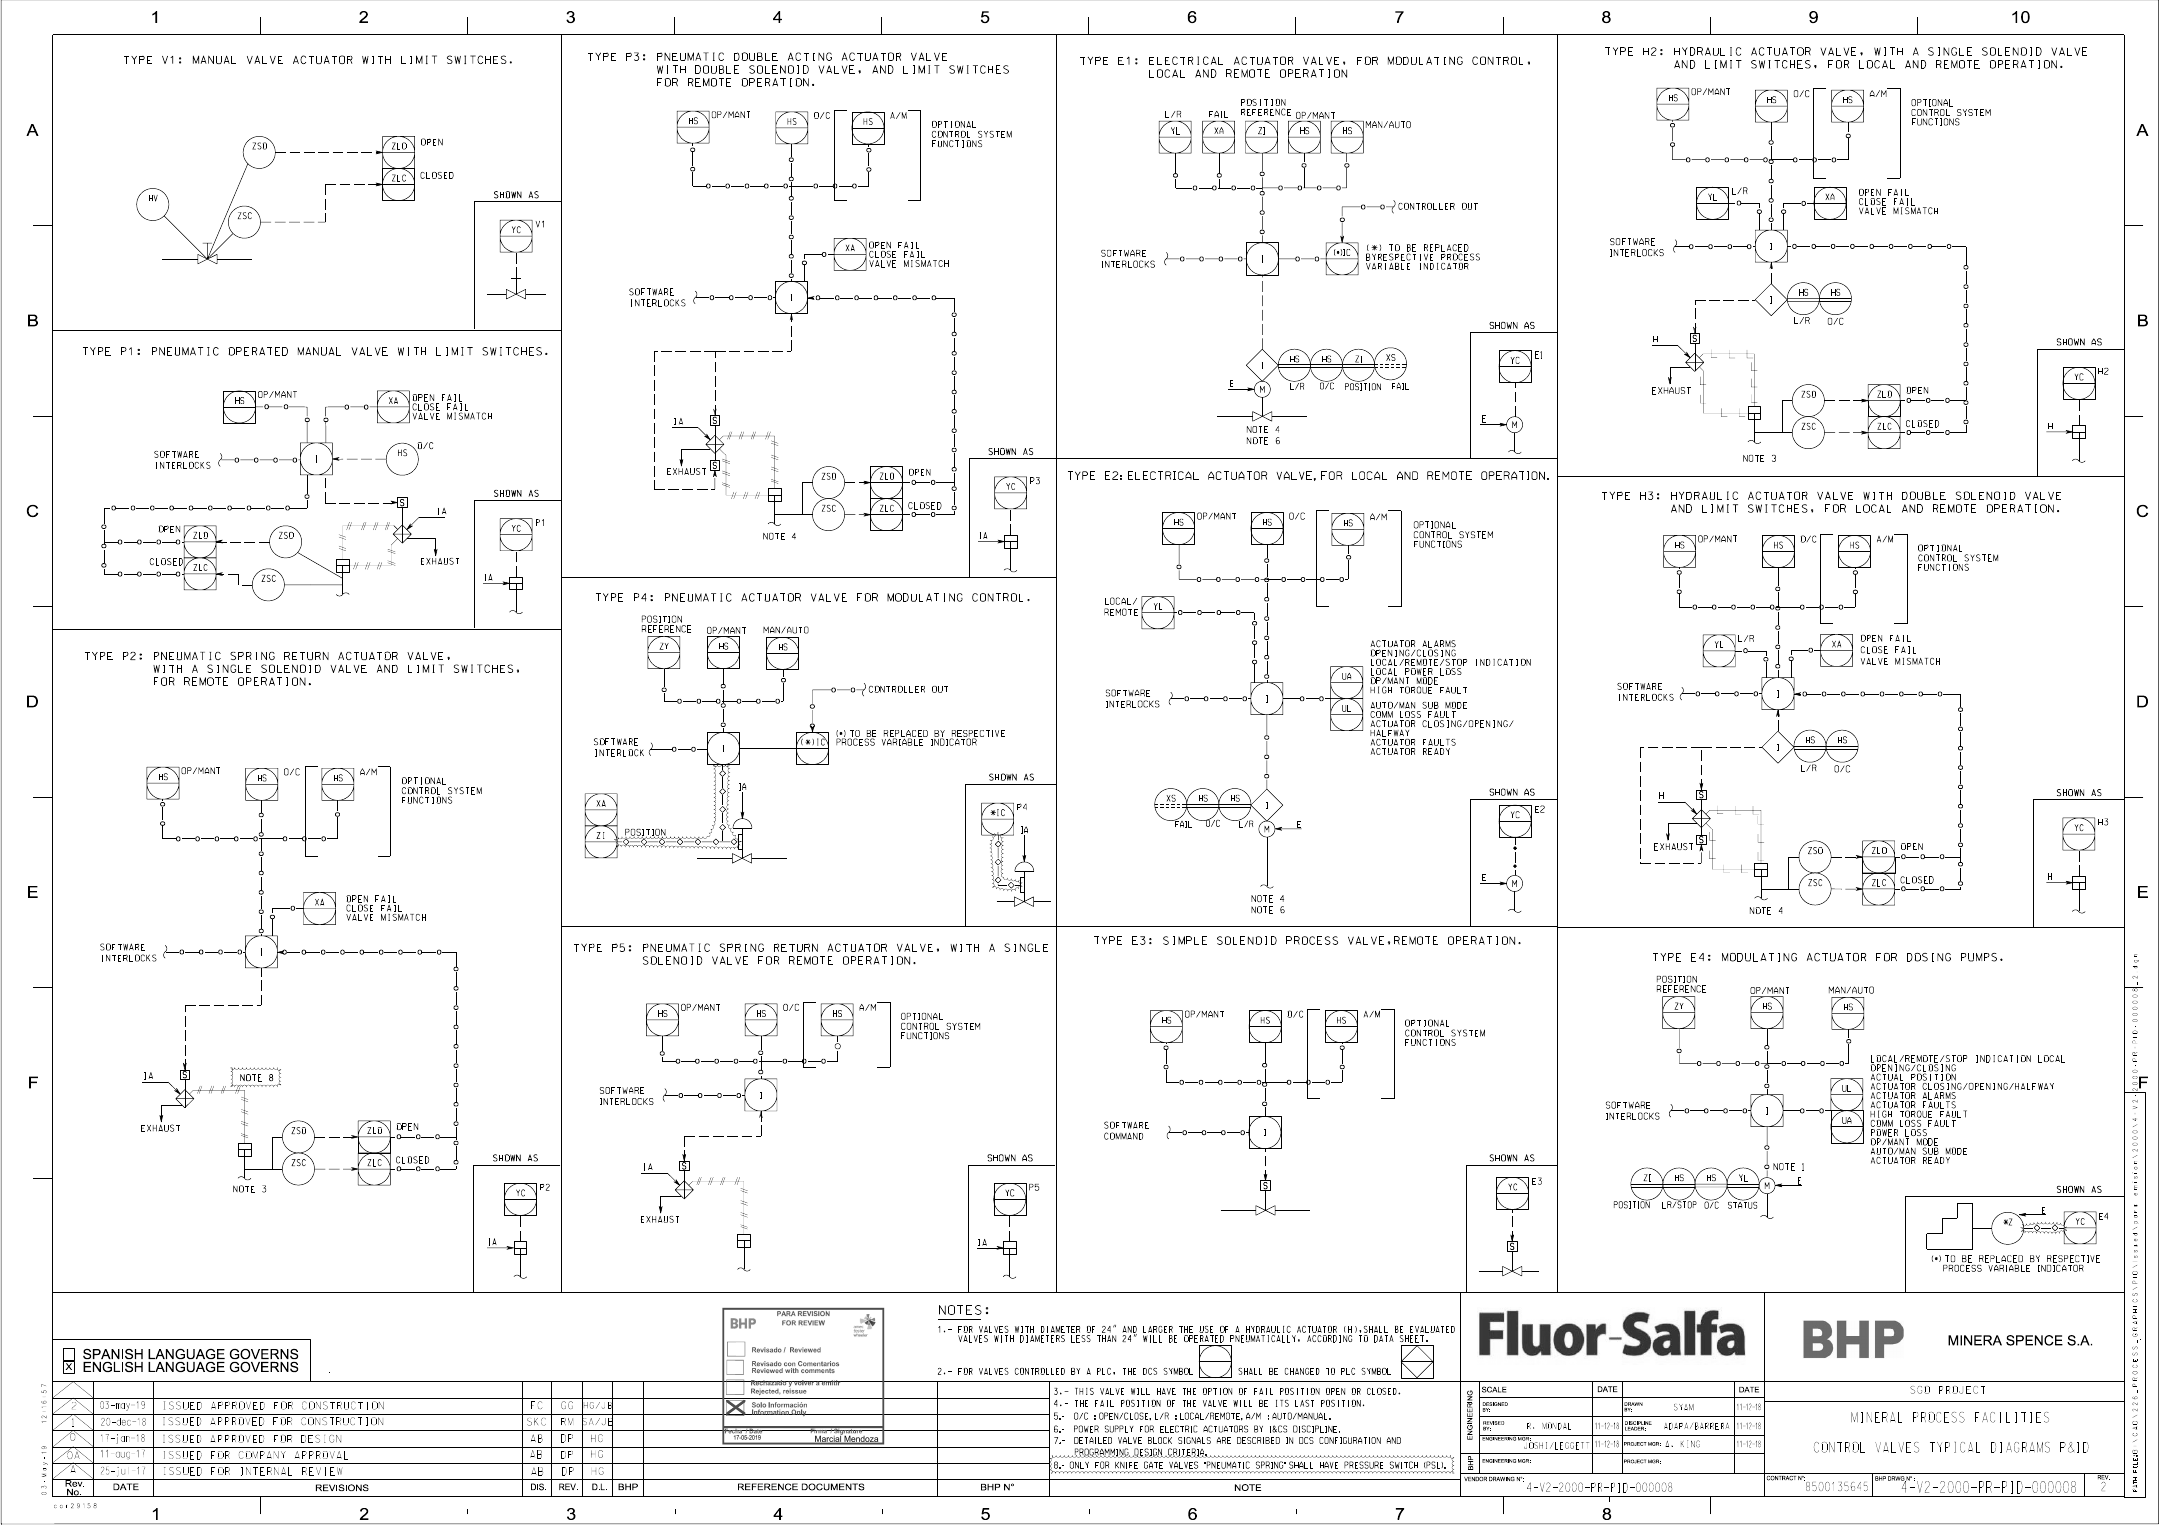 1 2 3 4 5 6 7 8 9 10
A
B
C
D
E
F
TYPE V1: MANUAL VALVE ACTUATOR WITH LIMIT SWITCHES.
HV
ZSO
ZSC
ZLO OPEN
ZLC CLOSED
SHOWN AS
YC V1
TYPE P1: PNEUMATIC OPERATED MANUAL VALVE WITH LIMIT SWITCHES.
HS OP/MANT
XA OPEN FAIL
CLOSE FAIL
VALVE MISMATCH
SOFTWARE
INTERLOCKS
I
HS O/C
S
IA
EXHAUST
OPEN ZLO ZSO
CLOSED ZLC ZSC
SHOWN AS
YC P1
IA
TYPE P2: PNEUMATIC SPRING RETURN ACTUATOR VALVE,
WITH A SINGLE SOLENOID VALVE AND LIMIT SWITCHES,
FOR REMOTE OPERATION.
HS OP/MANT
HS O/C
HS A/M
OPTIONAL
CONTROL SYSTEM
FUNCTIONS
XA OPEN FAIL
CLOSE FAIL
VALVE MISMATCH
SOFTWARE
INTERLOCKS
I
S
IA
NOTE 8
EXHAUST
ZSO ZLO OPEN
ZSC ZLC CLOSED
NOTE 3
SHOWN AS
YC P2
IA
TYPE P3: PNEUMATIC DOUBLE ACTING ACTUATOR VALVE
WITH DOUBLE SOLENOID VALVE, AND LIMIT SWITCHES
FOR REMOTE OPERATION.
HS OP/MANT
HS O/C
HS A/M
OPTIONAL
CONTROL SYSTEM
FUNCTIONS
XA OPEN FAIL
CLOSE FAIL
VALVE MISMATCH
SOFTWARE
INTERLOCKS
I
S
IA
EXHAUST
S
ZSO ZLO OPEN
ZSC ZLC CLOSED
NOTE 4
SHOWN AS
YC P3
IA
TYPE P4: PNEUMATIC ACTUATOR VALVE FOR MODULATING CONTROL.
POSITION
REFERENCE
OP/MANT
MAN/AUTO
ZY HS HS
CONTROLLER OUT
SOFTWARE
INTERLOCK
I
(*)IC
(*) TO BE REPLACED BY RESPECTIVE
PROCESS VARIABLE INDICATOR
XA
ZI
POSITION
IA
SHOWN AS
*IC P4
IA
TYPE P5: PNEUMATIC SPRING RETURN ACTUATOR VALVE, WITH A SINGLE
SOLENOID VALVE FOR REMOTE OPERATION.
HS OP/MANT
HS O/C
HS A/M
OPTIONAL
CONTROL SYSTEM
FUNCTIONS
SOFTWARE
INTERLOCKS
I
S
IA
EXHAUST
SHOWN AS
YC P5
IA
TYPE E1: ELECTRICAL ACTUATOR VALVE, FOR MODULATING CONTROL,
LOCAL AND REMOTE OPERATION
L/R
FAIL
POSITION
REFERENCE
OP/MANT
MAN/AUTO
YL XA ZI HS HS
CONTROLLER OUT
SOFTWARE
INTERLOCKS
I
(*)IC
(*) TO BE REPLACED
BYRESPECTIVE PROCESS
VARIABLE INDICATOR
I HS HS ZI XS
E M
L/R O/C POSITION FAIL
NOTE 4
NOTE 6
SHOWN AS
YC E1
E M
TYPE E2: ELECTRICAL ACTUATOR VALVE,FOR LOCAL AND REMOTE OPERATION.
HS OP/MANT
HS O/C
HS A/M
OPTIONAL
CONTROL SYSTEM
FUNCTIONS
LOCAL/
REMOTE
YL
SOFTWARE
INTERLOCKS
I
UA
UL
ACTUATOR ALARMS
OPENING/CLOSING
LOCAL/REMOTE/STOP INDICATION
LOCAL POWER LOSS
OP/MANT MODE
HIGH TORQUE FAULT
AUTO/MAN SUB MODE
COMM LOSS FAULT
ACTUATOR CLOSING/OPENING/
HALFWAY
ACTUATOR FAULTS
ACTUATOR READY
XS HS HS I
FAIL O/C L/R M E
NOTE 4
NOTE 6
SHOWN AS
YC E2
E M
TYPE E3: SIMPLE SOLENOID PROCESS VALVE,REMOTE OPERATION.
HS OP/MANT
HS O/C
HS A/M
OPTIONAL
CONTROL SYSTEM
FUNCTIONS
SOFTWARE
COMMAND
I
S
SHOWN AS
YC E3
S
TYPE H2: HYDRAULIC ACTUATOR VALVE, WITH A SINGLE SOLENOID VALVE
AND LIMIT SWITCHES, FOR LOCAL AND REMOTE OPERATION.
HS OP/MANT
HS O/C
HS A/M
OPTIONAL
CONTROL SYSTEM
FUNCTIONS
YL L/R
XA OPEN FAIL
CLOSE FAIL
VALVE MISMATCH
SOFTWARE
INTERLOCKS
I
I HS HS
L/R O/C
S
H
EXHAUST
ZSO ZLO OPEN
ZSC ZLC CLOSED
NOTE 3
SHOWN AS
YC H2
H
TYPE H3: HYDRAULIC ACTUATOR VALVE WITH DOUBLE SOLENOID VALVE
AND LIMIT SWITCHES, FOR LOCAL AND REMOTE OPERATION.
HS OP/MANT
HS O/C
HS A/M
OPTIONAL
CONTROL SYSTEM
FUNCTIONS
YL L/R
XA OPEN FAIL
CLOSE FAIL
VALVE MISMATCH
SOFTWARE
INTERLOCKS
I
I HS HS
L/R O/C
S
H
EXHAUST
S
ZSO ZLO OPEN
ZSC ZLC CLOSED
NOTE 4
SHOWN AS
YC H3
H
TYPE E4: MODULATING ACTUATOR FOR DOSING PUMPS.
POSITION
REFERENCE
OP/MANT
MAN/AUTO
ZY HS HS
SOFTWARE
INTERLOCKS
I
UL
UA
LOCAL/REMOTE/STOP INDICATION LOCAL
OPENING/CLOSING
ACTUAL POSITION
ACTUATOR CLOSING/OPENING/HALFWAY
ACTUATOR ALARMS
ACTUATOR FAULTS
HIGH TORQUE FAULT
COMM LOSS FAULT
POWER LOSS
OP/MANT MODE
AUTO/MAN SUB MODE
ACTUATOR READY
NOTE 1
ZI HS HS YL M E
POSITION LR/STOP O/C STATUS
SHOWN AS
E
*Z YC E4
(*) TO BE REPLACED BY RESPECTIVE
PROCESS VARIABLE INDICATOR
SPANISH LANGUAGE GOVERNS
X ENGLISH LANGUAGE GOVERNS
BHP
PARA REVISION
FOR REVIEW
Revisado / Reviewed
Revisado con Comentarios
Reviewed with comments
Rechazado y volver a emitir
Rejected, reissue
Solo Información
Information Only
Fecha / Date Firma / Signature
17-05-2019 Marcial Mendoza
NOTES:
1.- FOR VALVES WITH DIAMETER OF 24" AND LARGER THE USE OF A HYDRAULIC ACTUATOR (H),SHALL BE EVALUATED
VALVES WITH DIAMETERS LESS THAN 24" WILL BE OPERATED PNEUMATICALLY. ACCORDING TO DATA SHEET.
2.- FOR VALVES CONTROLLED BY A PLC, THE DCS SYMBOL SHALL BE CHANGED TO PLC SYMBOL
3.- THIS VALVE WILL HAVE THE OPTION OF FAIL POSITION OPEN OR CLOSED.
4.- THE FAIL POSITION OF THE VALVE WILL BE ITS LAST POSITION.
5.- O/C :OPEN/CLOSE, L/R :LOCAL/REMOTE, A/M :AUTO/MANUAL.
6.- POWER SUPPLY FOR ELECTRIC ACTUATORS BY I&CS DISCIPLINE.
7.- DETAILED VALVE BLOCK SIGNALS ARE DESCRIBED IN DCS CONFIGURATION AND
PROGRAMMING DESIGN CRITERIA.
8.- ONLY FOR KNIFE GATE VALVES "PNEUMATIC SPRING" SHALL HAVE PRESSURE SWITCH (PSL).
2 03-may-19 ISSUED APPROVED FOR CONSTRUCTION FC GG HG/JB
1 20-dec-18 ISSUED APPROVED FOR CONSTRUCTION SKC RM SA/JB
0 17-jan-18 ISSUED APPROVED FOR DESIGN AB DP HG
0A 11-aug-17 ISSUED FOR COMPANY APPROVAL AB DP HG
A 25-jul-17 ISSUED FOR INTERNAL REVIEW AB DP HG
Rev. No. DATE REVISIONS DIS. REV. D.L. BHP REFERENCE DOCUMENTS BHP N° NOTE
Fluor-Salfa
BHP MINERA SPENCE S.A.
ENGINEERING
BHP
SCALE DATE DATE
DESIGNED BY: DRAWN BY: SYAM 11-12-18
REVISED BY: R. MONDAL 11-12-18 DISCIPLINE LEADER: ADAPA/BARRERA 11-12-18
ENGINEERING MGR: JOSHI/LEGGETT 11-12-18 PROJECT MGR: A. KING 11-12-18
ENGINEERING MGR: PROJECT MGR:
SGO PROJECT
MINERAL PROCESS FACILITIES
CONTROL VALVES TYPICAL DIAGRAMS P&ID
VENDOR DRAWING N°: 4-V2-2000-PR-PID-000008
CONTRACT N°: 8500135645
BHP DRWG N°: 4-V2-2000-PR-PID-000008
REV. 2
03-May-19 12:16:57
1 2 3 4 5 6 7 8